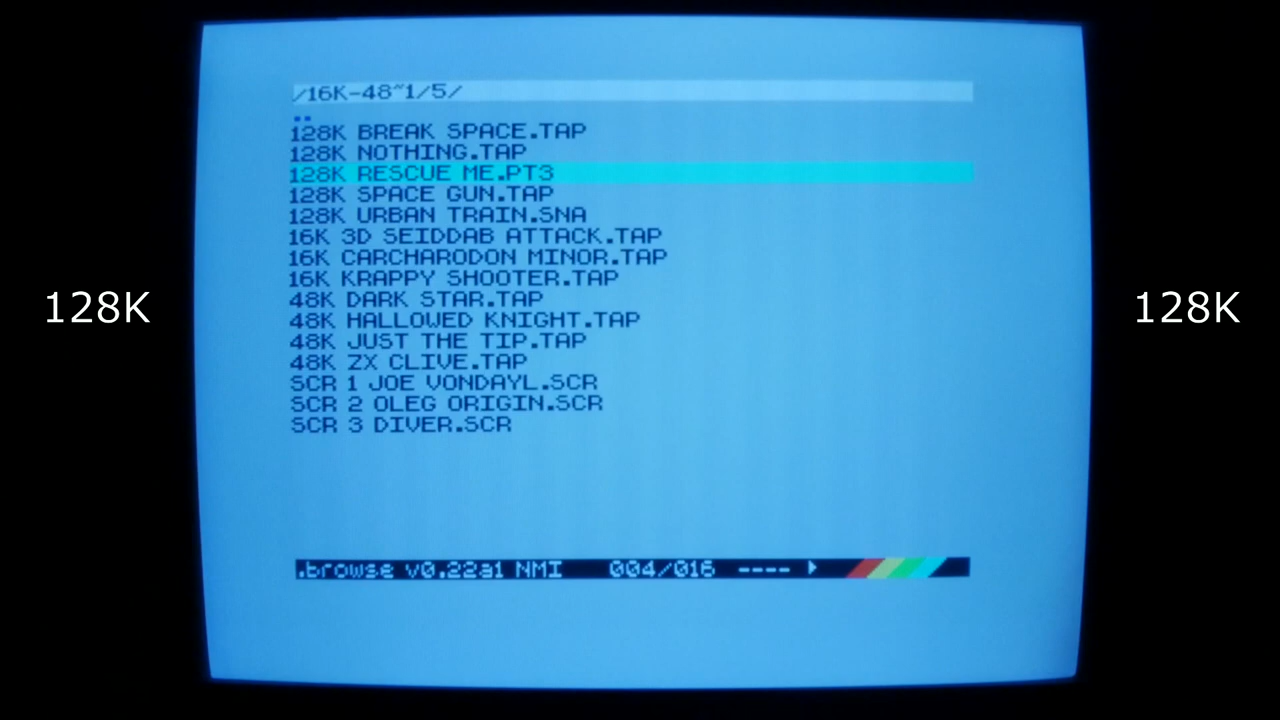 /16K-48~1/5/
..
128K BREAK SPACE.TAP
128K NOTHING.TAP
128K RESCUE ME.PT3
128K SPACE GUN.TAP
128K URBAN TRAIN.SNA
16K 3D SEIDDAB ATTACK.TAP
16K CARCHARODON MINOR.TAP
16K KRAPPY SHOOTER.TAP
48K DARK STAR.TAP
48K HALLOWED KNIGHT.TAP
48K JUST THE TIP.TAP
48K ZX CLIVE.TAP
SCR 1 JOE VONDAYL.SCR
SCR 2 OLEG ORIGIN.SCR
SCR 3 DIVER.SCR
128K
128K
.browse v0.22a1 NMI 004/016 ----